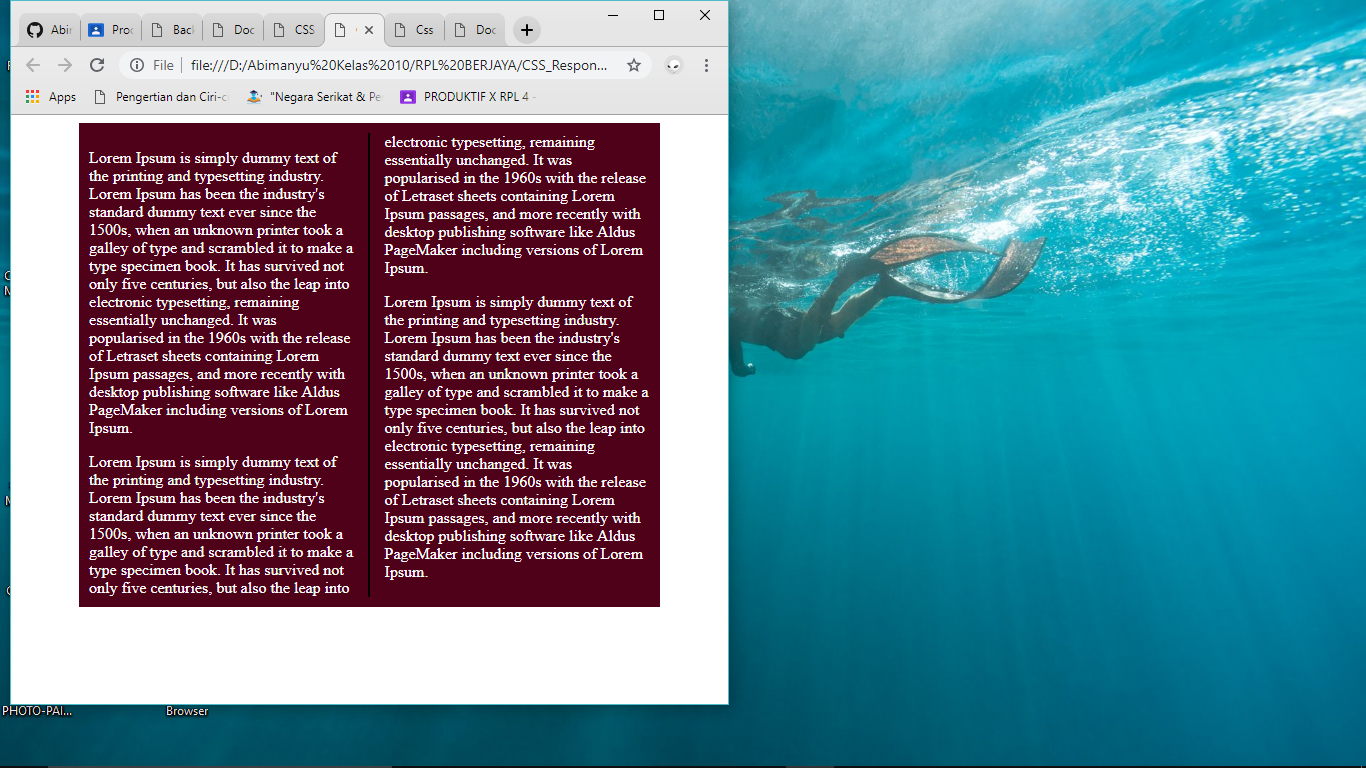 Abi
Proc
Bac
Doc
CSS
Css
Doc
File
file:///D:/Abimanyu%20Kelas%2010/RPL%20BERJAYA/CSS_Respon...
Apps
Pengertian dan Ciri-c
"Negara Serikat & Pe
PRODUKTIF X RPL 4 -
Lorem Ipsum is simply dummy text of
the printing and typesetting industry.
Lorem Ipsum has been the industry's
standard dummy text ever since the
1500s, when an unknown printer took a
galley of type and scrambled it to make a
type specimen book. It has survived not
only five centuries, but also the leap into
electronic typesetting, remaining
essentially unchanged. It was
popularised in the 1960s with the release
of Letraset sheets containing Lorem
Ipsum passages, and more recently with
desktop publishing software like Aldus
PageMaker including versions of Lorem
Ipsum.
Lorem Ipsum is simply dummy text of
the printing and typesetting industry.
Lorem Ipsum has been the industry's
standard dummy text ever since the
1500s, when an unknown printer took a
galley of type and scrambled it to make a
type specimen book. It has survived not
only five centuries, but also the leap into
electronic typesetting, remaining
essentially unchanged. It was
popularised in the 1960s with the release
of Letraset sheets containing Lorem
Ipsum passages, and more recently with
desktop publishing software like Aldus
PageMaker including versions of Lorem
Ipsum.
Lorem Ipsum is simply dummy text of
the printing and typesetting industry.
Lorem Ipsum has been the industry's
standard dummy text ever since the
1500s, when an unknown printer took a
galley of type and scrambled it to make a
type specimen book. It has survived not
only five centuries, but also the leap into
electronic typesetting, remaining
essentially unchanged. It was
popularised in the 1960s with the release
of Letraset sheets containing Lorem
Ipsum passages, and more recently with
desktop publishing software like Aldus
PageMaker including versions of Lorem
Ipsum.
PHOTO-PAI...
Browser